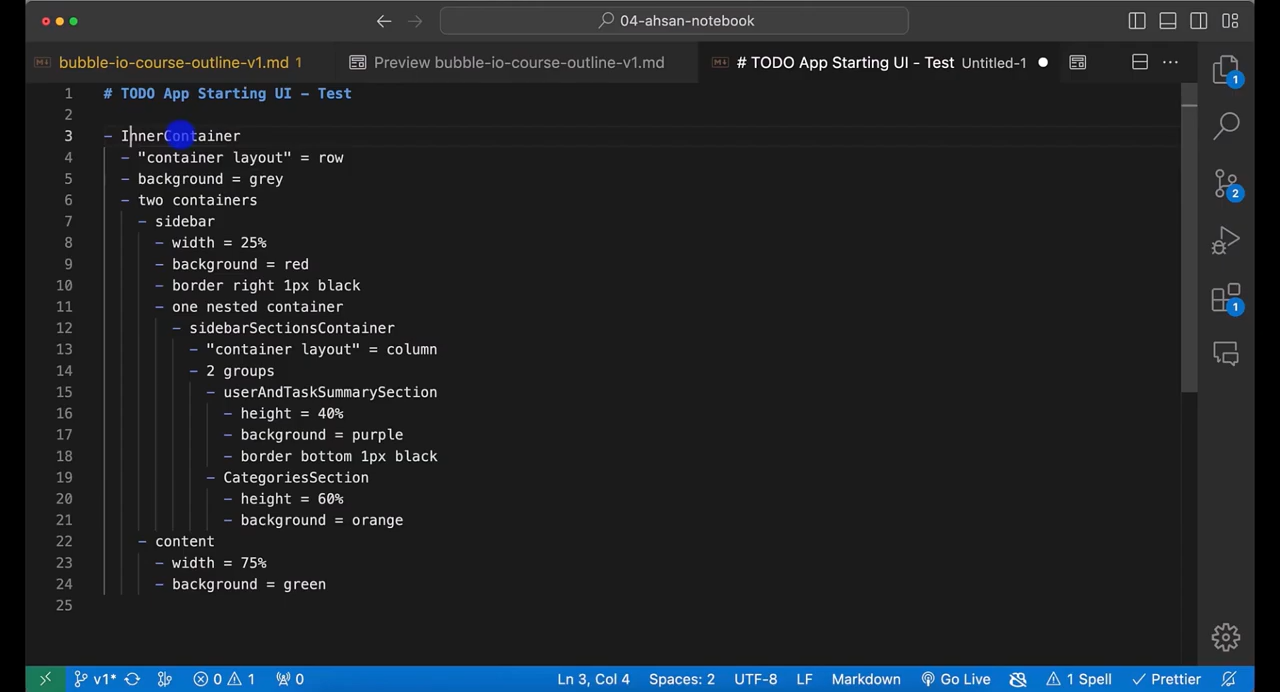 04-ahsan-notebook
bubble-io-course-outline-v1.md 1
Preview bubble-io-course-outline-v1.md
# TODO App Starting UI - Test Untitled-1
1 # TODO App Starting UI - Test
2
3 - InnerContainer
4 - "container layout" = row
5 - background = grey
6 - two containers
7 - sidebar
8 - width = 25%
9 - background = red
10 - border right 1px black
11 - one nested container
12 - sidebarSectionsContainer
13 - "container layout" = column
14 - 2 groups
15 - userAndTaskSummarySection
16 - height = 40%
17 - background = purple
18 - border bottom 1px black
19 - CategoriesSection
20 - height = 60%
21 - background = orange
22 - content
23 - width = 75%
24 - background = green
25
1
2
1
v1* 0 1 0 Ln 3, Col 4 Spaces: 2 UTF-8 LF Markdown Go Live 1 Spell Prettier